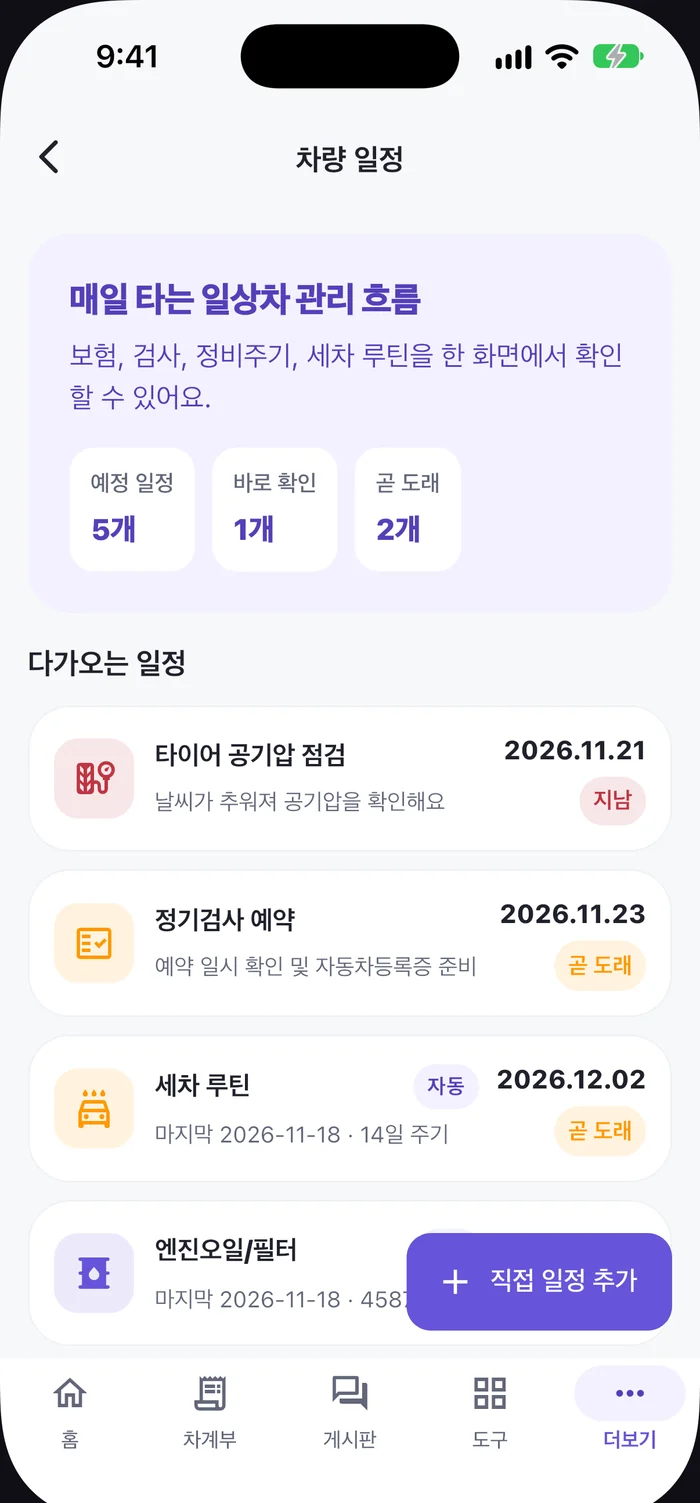 9:41
차량 일정
매일 타는 일상차 관리 흐름
보험, 검사, 정비주기, 세차 루틴을 한 화면에서 확인
할 수 있어요.
예정 일정
바로 확인
곧 도래
5개
1개
2개
다가오는 일정
타이어 공기압 점검
2026.11.21
날씨가 추워져 공기압을 확인해요
지남
정기검사 예약
2026.11.23
예약 일시 확인 및 자동차등록증 준비
곧 도래
세차 루틴
자동
2026.12.02
마지막 2026-11-18 · 14일 주기
곧 도래
엔진오일/필터
마지막 2026-11-18 · 458
직접 일정 추가
홈
차계부
게시판
도구
더보기